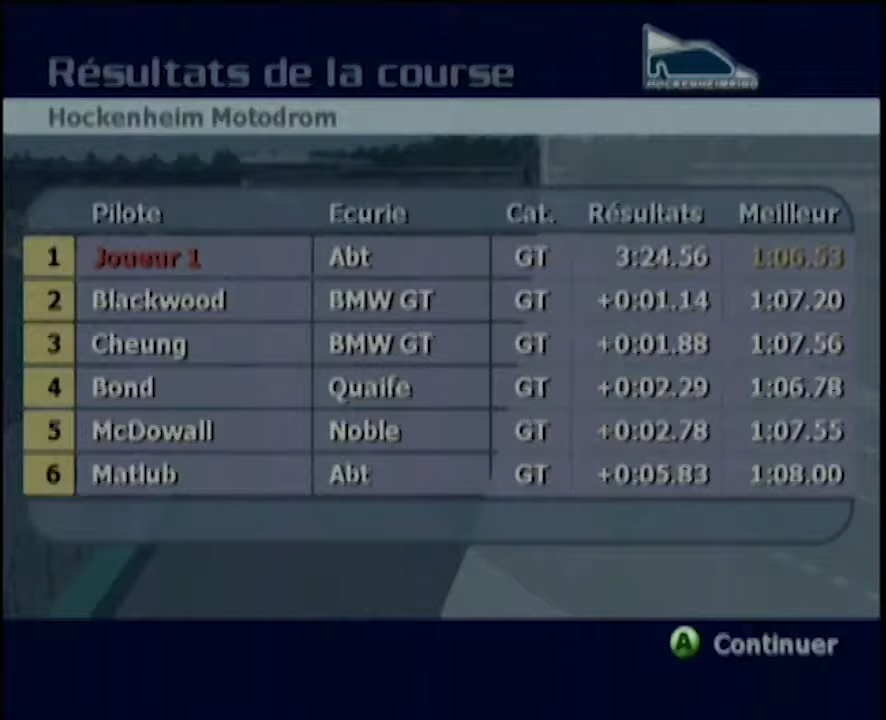 Résultats de la course
HOCKENHEIMRING
Hockenheim Motodrom
Pilote Ecurie Cat. Résultats Meilleur
1 Joueur 1 Abt GT 3:24.56 1:06.53
2 Blackwood BMW GT GT +0:01.14 1:07.20
3 Cheung BMW GT GT +0:01.88 1:07.56
4 Bond Quaife GT +0:02.29 1:06.78
5 McDowall Noble GT +0:02.78 1:07.55
6 Matlub Abt GT +0:05.83 1:08.00
A Continuer